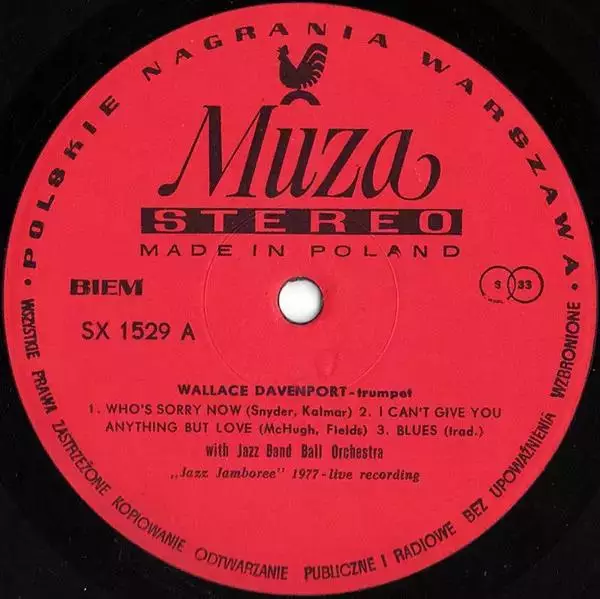 • POLSKIE NAGRANIA WARSZAWA •
Muza
STEREO
MADE IN POLAND
BIEM
S 33
SX 1529 A
WALLACE DAVENPORT-trumpet
1. WHO'S SORRY NOW (Snyder, Kalmar) 2. I CAN'T GIVE YOU
ANYTHING BUT LOVE (McHugh, Fields) 3. BLUES (trad.)
with Jazz Band Ball Orchestra
„Jazz Jamboree" 1977-live recording
WSZYSTKIE PRAWA ZASTRZEŻONE KOPIOWANIE ODTWARZANIE PUBLICZNE I RADIOWE BEZ UPOWAŻNIENIA WZBRONIONE